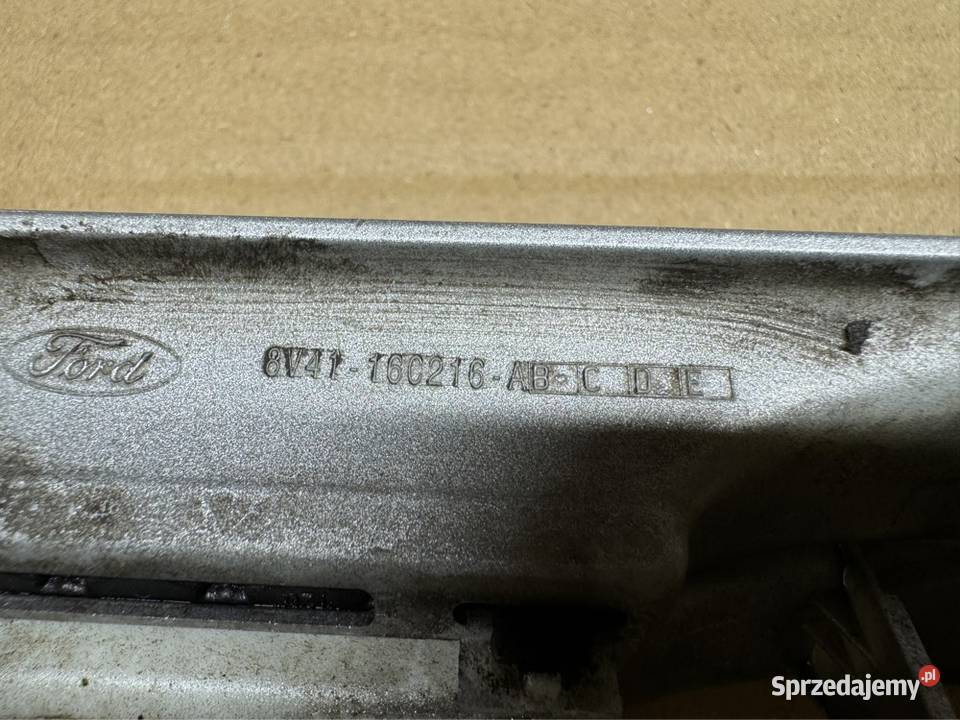 Ford
8V41-16C216-AB-C D E
Sprzedajemy.pl